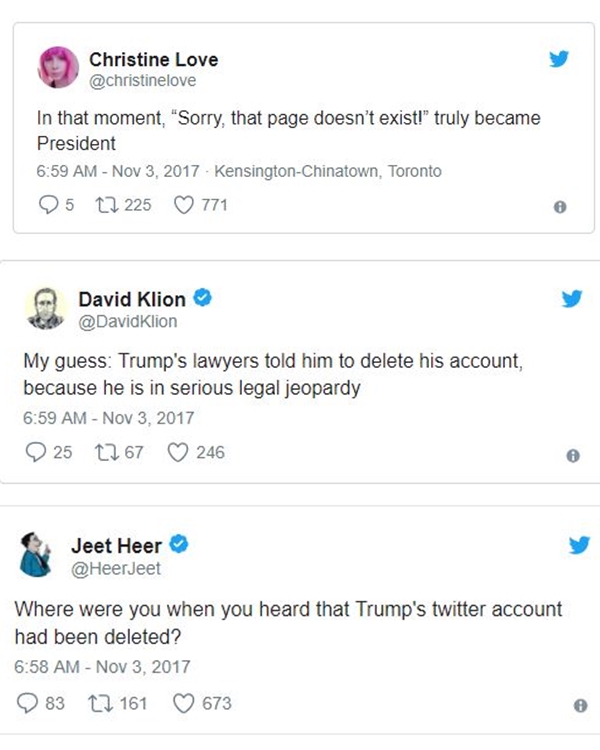 Christine Love
@christinelove
In that moment, “Sorry, that page doesn’t exist!” truly became
President
6:59 AM - Nov 3, 2017 · Kensington-Chinatown, Toronto
5 225 771
David Klion
@DavidKlion
My guess: Trump's lawyers told him to delete his account,
because he is in serious legal jeopardy
6:59 AM - Nov 3, 2017
25 67 246
Jeet Heer
@HeerJeet
Where were you when you heard that Trump's twitter account
had been deleted?
6:58 AM - Nov 3, 2017
83 161 673